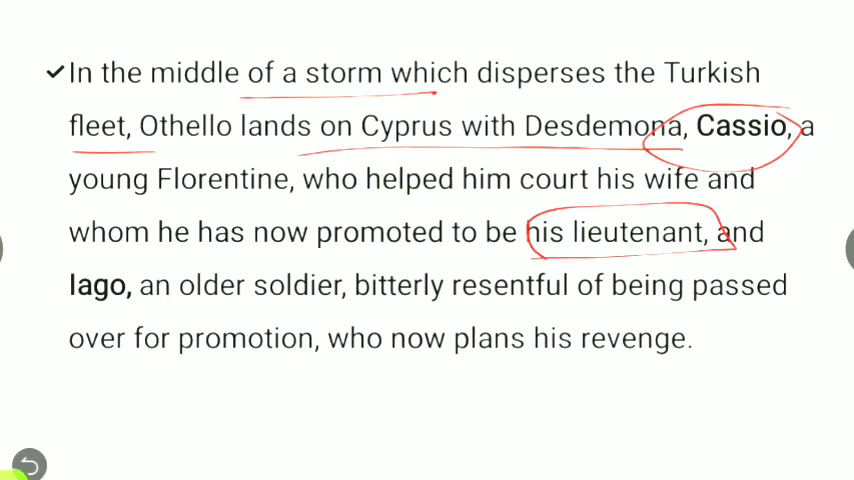 In the middle of a storm which disperses the Turkish
fleet, Othello lands on Cyprus with Desdemona, Cassio, a
young Florentine, who helped him court his wife and
whom he has now promoted to be his lieutenant, and
Iago, an older soldier, bitterly resentful of being passed
over for promotion, who now plans his revenge.